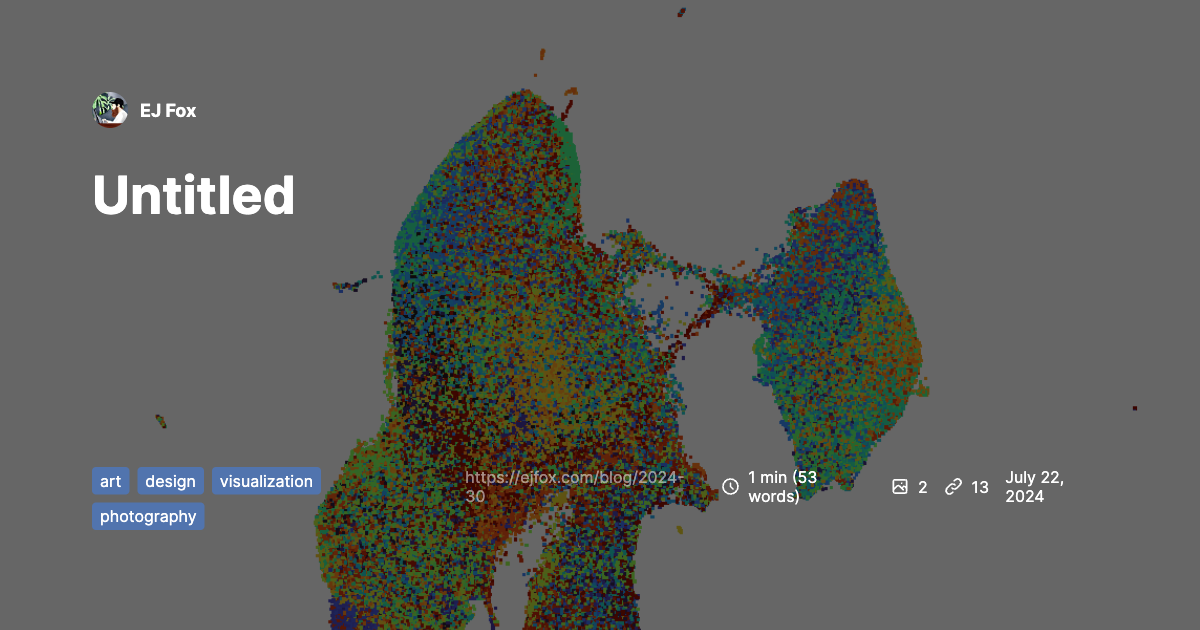 EJ Fox
Untitled
art design visualization
photography
https://ejfox.com/blog/2024-
30
1 min (53
words)
2
13
July 22,
2024